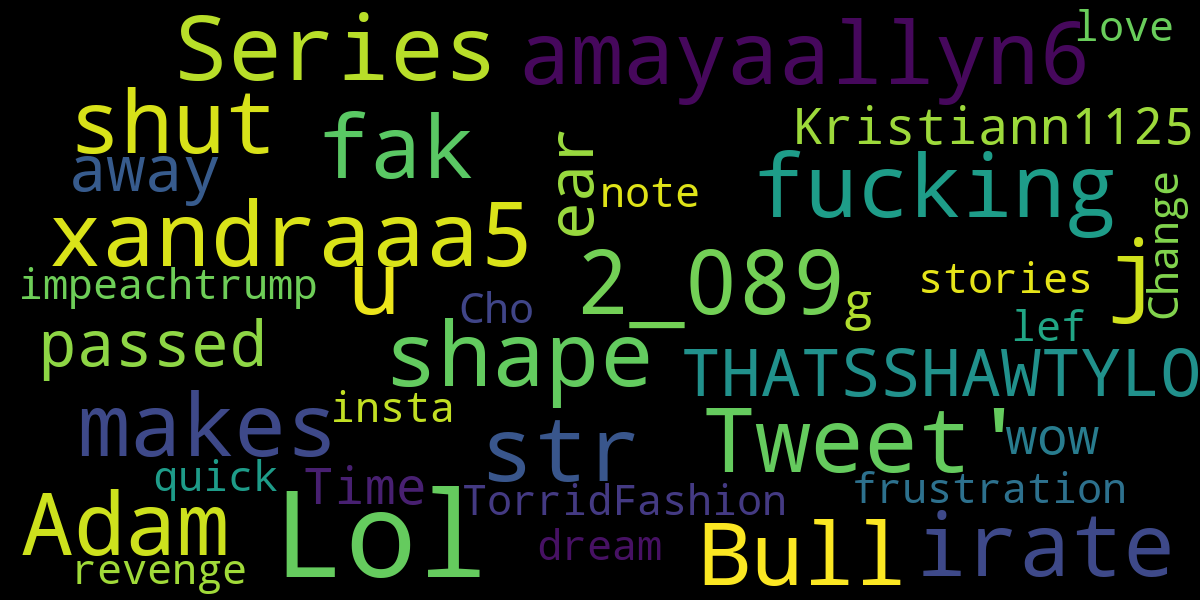 Series
amayaallyn6
love
shut
fak
Kristiann1125
away
ear
note
fucking
Change
xandraaa5
impeachtrump
u
Cho
2_089
g
stories
j
passed
shape
lef
THATSSHAWTYLO
makes
insta
str
Tweet'
wow
quick
Time
TorridFashion
frustration
Adam
Lol
dream
Bull
irate
revenge